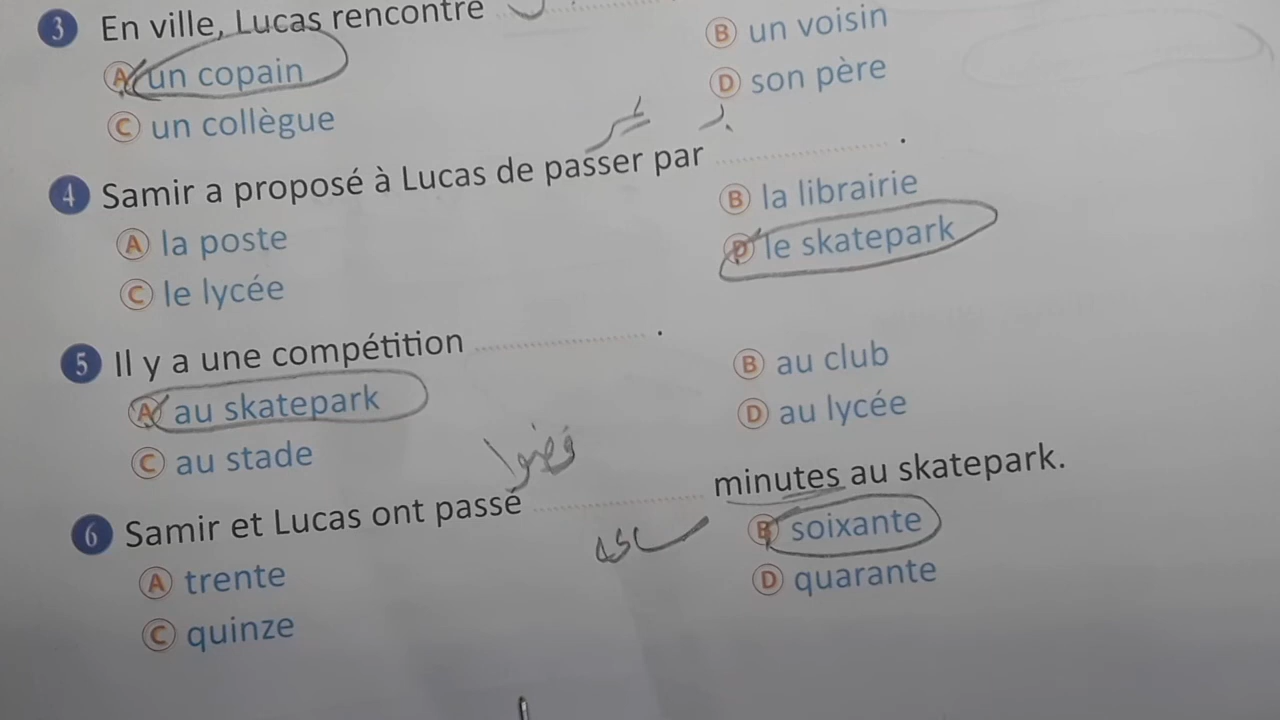 3 En ville, Lucas rencontre
A un copain
B un voisin
C un collègue
D son père
4 Samir a proposé à Lucas de passer par .
A la poste
B la librairie
C le lycée
D le skatepark
5 Il y a une compétition .
A au skatepark
B au club
C au stade
D au lycée
قضوا
6 Samir et Lucas ont passé minutes au skatepark.
A trente
B soixante
C quinze
D quarante